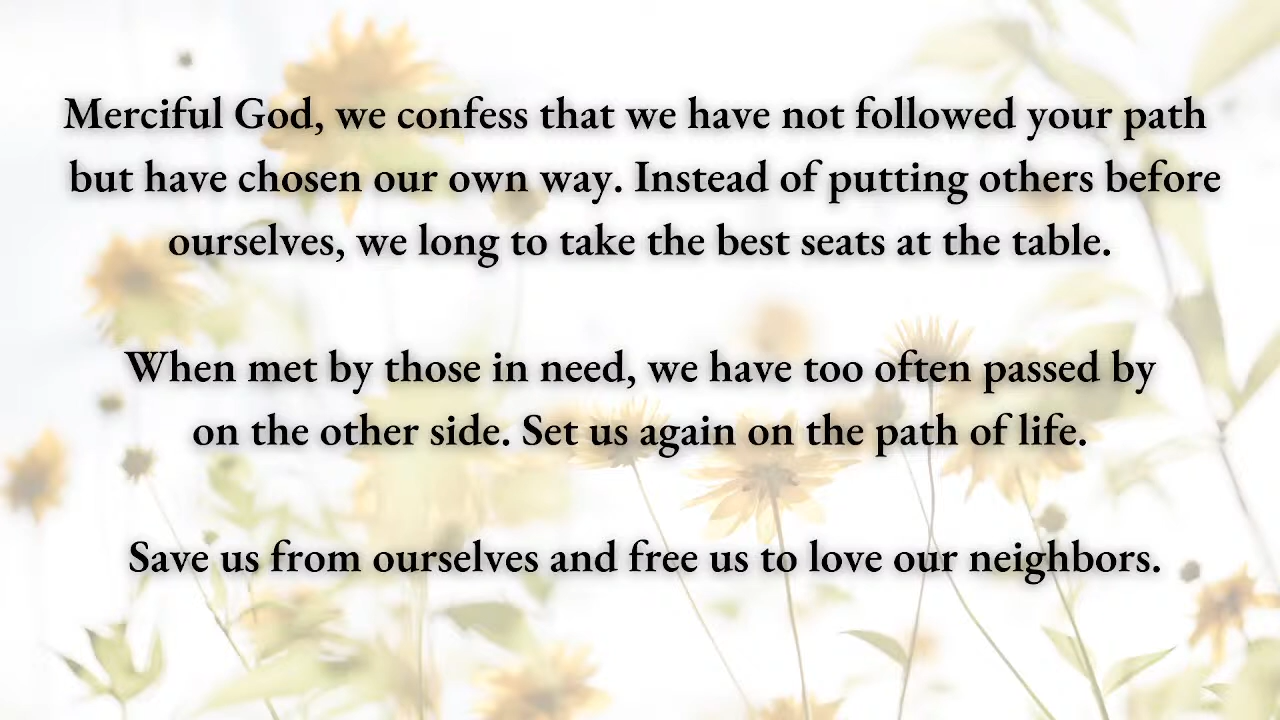 Merciful God, we confess that we have not followed your path
but have chosen our own way. Instead of putting others before
ourselves, we long to take the best seats at the table.
When met by those in need, we have too often passed by
on the other side. Set us again on the path of life.
Save us from ourselves and free us to love our neighbors.